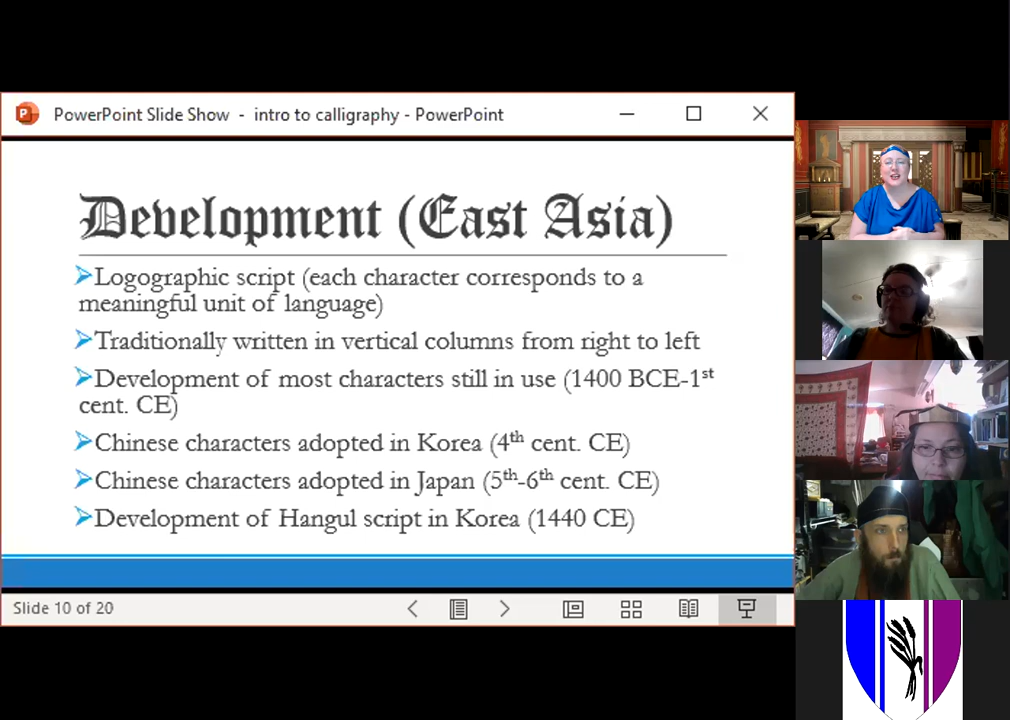 PowerPoint Slide Show - intro to calligraphy - PowerPoint
Development (East Asia)
➢Logographic script (each character corresponds to a
meaningful unit of language)
➢Traditionally written in vertical columns from right to left
➢Development of most characters still in use (1400 BCE-1st
cent. CE)
➢Chinese characters adopted in Korea (4th cent. CE)
➢Chinese characters adopted in Japan (5th-6th cent. CE)
➢Development of Hangul script in Korea (1440 CE)
Slide 10 of 20